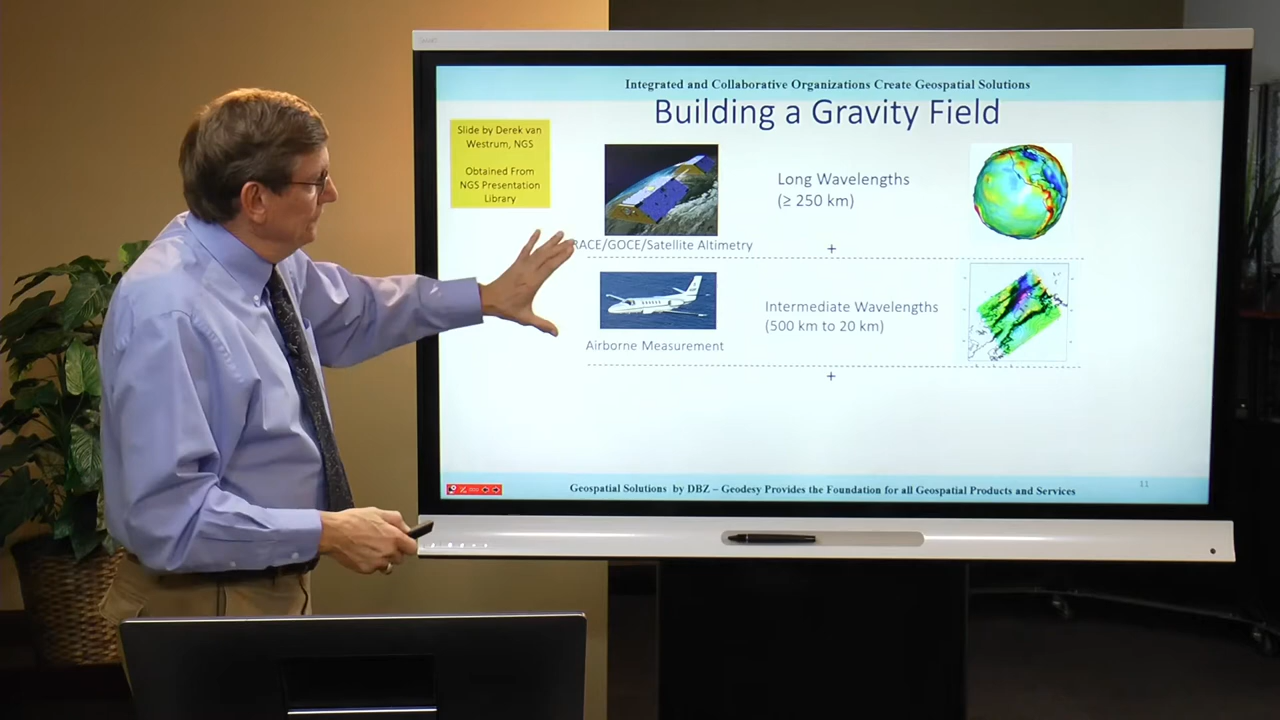 Integrated and Collaborative Organizations Create Geospatial Solutions
Building a Gravity Field
Slide by Derek van
Westrum, NGS
Obtained From
NGS Presentation
Library
Long Wavelengths
(≥ 250 km)
RACE/GOCE/Satellite Altimetry
+
Intermediate Wavelengths
(500 km to 20 km)
Airborne Measurement
+
Geospatial Solutions by DBZ – Geodesy Provides the Foundation for all Geospatial Products and Services
11